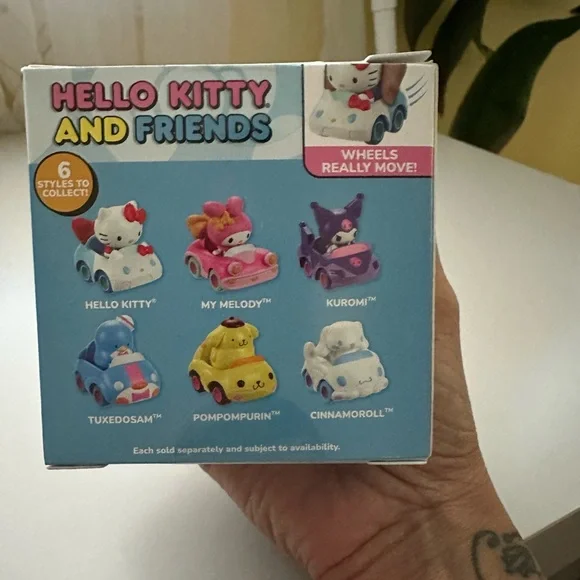 HELLO KITTY®
AND FRIENDS
WHEELS
REALLY MOVE!
6
STYLES TO
COLLECT!
HELLO KITTY®
MY MELODY™
KUROMI™
TUXEDOSAM™
POMPOMPURIN™
CINNAMOROLL™
Each sold separately and subject to availability.